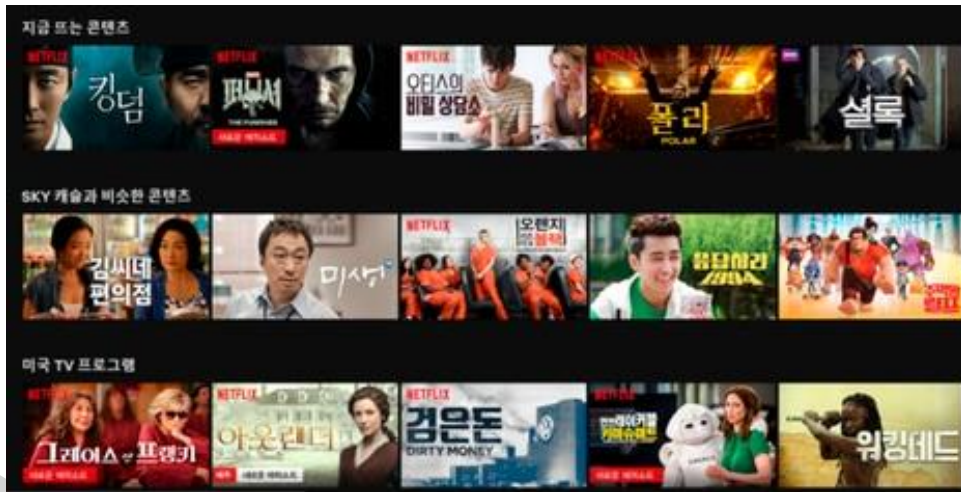 지금 뜨는 콘텐츠
NETFLIX
킹덤
NETFLIX
퍼니셔
THE PUNISHER
새로운 에피소드
NETFLIX
오티스의
비밀 상담소
NETFLIX
폴라
POLAR
BBC
셜록
SKY 캐슬과 비슷한 콘텐츠
김씨네
편의점
미생
NETFLIX
오렌지
블랙
응답하라
1994
미국 TV 프로그램
NETFLIX
그레이스 & 프랭키
새로운 에피소드
NETFLIX
아웃랜더
새로운 에피소드
NETFLIX
검은돈
DIRTY MONEY
NETFLIX
새로운 에피소드
워킹데드